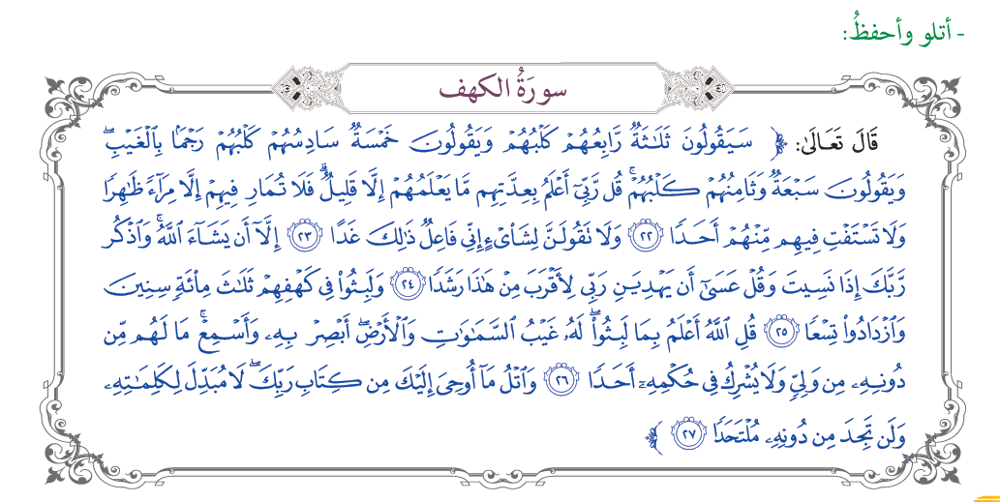 - أتلو وأحفظُ:
سورَةُ الكهف
قَالَ تَعَالَىٰ: ﴿ سَيَقُولُونَ ثَلَٰثَةٞ رَّابِعُهُمۡ كَلۡبُهُمۡ وَيَقُولُونَ خَمۡسَةٞ سَادِسُهُمۡ كَلۡبُهُمۡ رَجۡمَۢا بِٱلۡغَيۡبِۖ
وَيَقُولُونَ سَبۡعَةٞ وَثَامِنُهُمۡ كَلۡبُهُمۡۚ قُل رَّبِّيٓ أَعۡلَمُ بِعِدَّتِهِم مَّا يَعۡلَمُهُمۡ إِلَّا قَلِيلٞۗ فَلَا تُمَارِ فِيهِمۡ إِلَّا مِرَآءٗ ظَٰهِرٗا
وَلَا تَسۡتَفۡتِ فِيهِم مِّنۡهُمۡ أَحَدٗا ٢٢ وَلَا تَقُولَنَّ لِشَاْيۡءٍ إِنِّي فَاعِلٞ ذَٰلِكَ غَدًا ٢٣ إِلَّآ أَن يَشَآءَ ٱللَّهُۚ وَٱذۡكُر
رَّبَّكَ إِذَا نَسِيتَ وَقُلۡ عَسَىٰٓ أَن يَهۡدِيَنِ رَبِّي لِأَقۡرَبَ مِنۡ هَٰذَا رَشَدٗا ٢٤ وَلَبِثُواْ فِي كَهۡفِهِمۡ ثَلَٰثَ مِاْئَةٖ سِنِينَ
وَٱزۡدَادُواْ تِسۡعٗا ٢٥ قُلِ ٱللَّهُ أَعۡلَمُ بِمَا لَبِثُواْۖ لَهُۥ غَيۡبُ ٱلسَّمَٰوَٰتِ وَٱلۡأَرۡضِۖ أَبۡصِرۡ بِهِۦ وَأَسۡمِعۡۚ مَا لَهُم مِّن
دُونِهِۦ مِن وَلِيّٖ وَلَا يُشۡرِكُ فِي حُكۡمِهِۦٓ أَحَدٗا ٢٦ وَٱتۡلُ مَآ أُوحِيَ إِلَيۡكَ مِن كِتَابِ رَبِّكَۖ لَا مُبَدِّلَ لِكَلِمَٰتِهِۦ
وَلَن تَجِدَ مِن دُونِهِۦ مُلۡتَحَدٗا ٢٧ ﴾